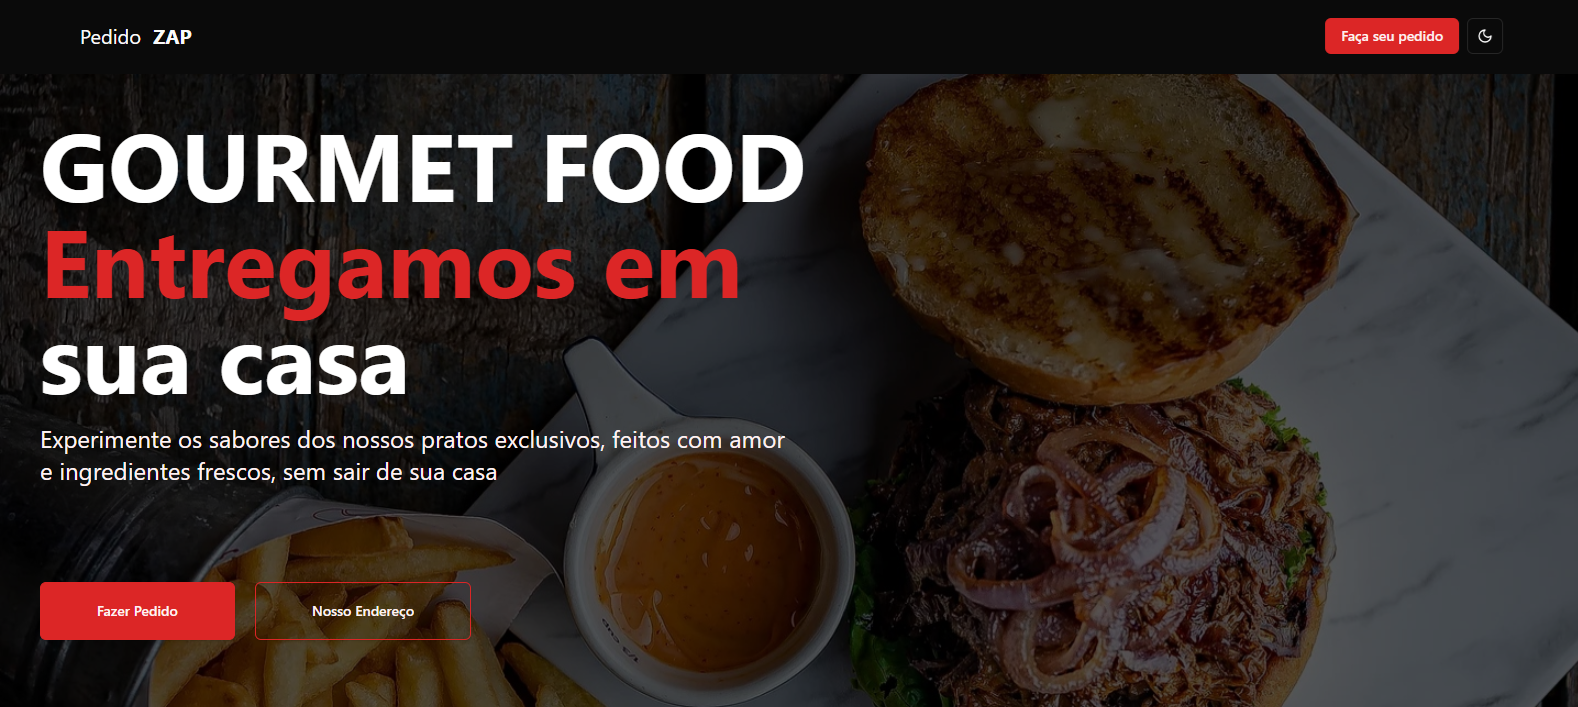 Pedido ZAP
Faça seu pedido
GOURMET FOOD
Entregamos em
sua casa
Experimente os sabores dos nossos pratos exclusivos, feitos com amor
e ingredientes frescos, sem sair de sua casa
Fazer Pedido
Nosso Endereço